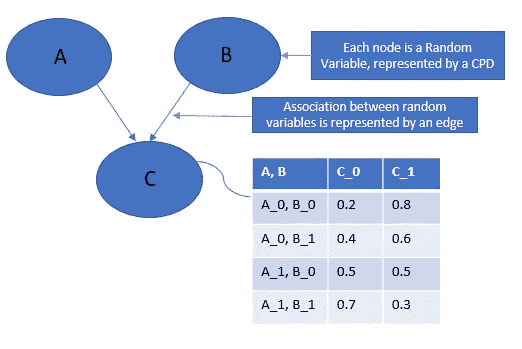 A
B
Each node is a Random
Variable, represented by a CPD
Association between random
variables is represented by an edge
C
A, B C_0 C_1
A_0, B_0 0.2 0.8
A_0, B_1 0.4 0.6
A_1, B_0 0.5 0.5
A_1, B_1 0.7 0.3